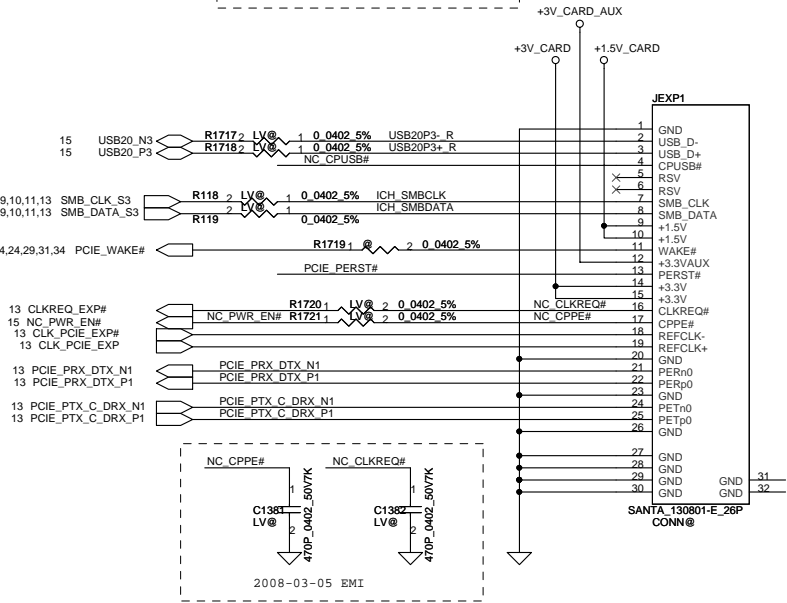 +3V_CARD_AUX
+3V_CARD +1.5V_CARD
JEXP1
1 GND
15 USB20_N3 R1717 2 LV@ 1 0_0402_5% USB20P3-_R 2 USB_D-
15 USB20_P3 R1718 2 LV@ 1 0_0402_5% USB20P3+_R 3 USB_D+
NC_CPUSB# 4 CPUSB#
5 RSV
6 RSV
9,10,11,13 SMB_CLK_S3 R118 2 LV@ 1 0_0402_5% ICH_SMBCLK 7 SMB_CLK
9,10,11,13 SMB_DATA_S3 R119 2 LV@ 1 0_0402_5% ICH_SMBDATA 8 SMB_DATA
9 +1.5V
10 +1.5V
4,24,29,31,34 PCIE_WAKE# R1719 1 @ 2 0_0402_5% 11 WAKE#
12 +3.3VAUX
PCIE_PERST# 13 PERST#
14 +3.3V
15 +3.3V
13 CLKREQ_EXP# R1720 1 LV@ 2 0_0402_5% NC_CLKREQ# 16 CLKREQ#
15 NC_PWR_EN# NC_PWR_EN# R1721 1 LV@ 2 0_0402_5% NC_CPPE# 17 CPPE#
13 CLK_PCIE_EXP# 18 REFCLK-
13 CLK_PCIE_EXP 19 REFCLK+
20 GND
13 PCIE_PRX_DTX_N1 PCIE_PRX_DTX_N1 21 PERn0
13 PCIE_PRX_DTX_P1 PCIE_PRX_DTX_P1 22 PERp0
23 GND
13 PCIE_PTX_C_DRX_N1 PCIE_PTX_C_DRX_N1 24 PETn0
13 PCIE_PTX_C_DRX_P1 PCIE_PTX_C_DRX_P1 25 PETp0
26 GND
27 GND
28 GND
29 GND GND 31
30 GND GND 32
SANTA_130801-E_26P
CONN@
NC_CPPE# NC_CLKREQ#
1 1
C1381 C1382
LV@ LV@
2 2
470P_0402_50V7K 470P_0402_50V7K
2008-03-05 EMI